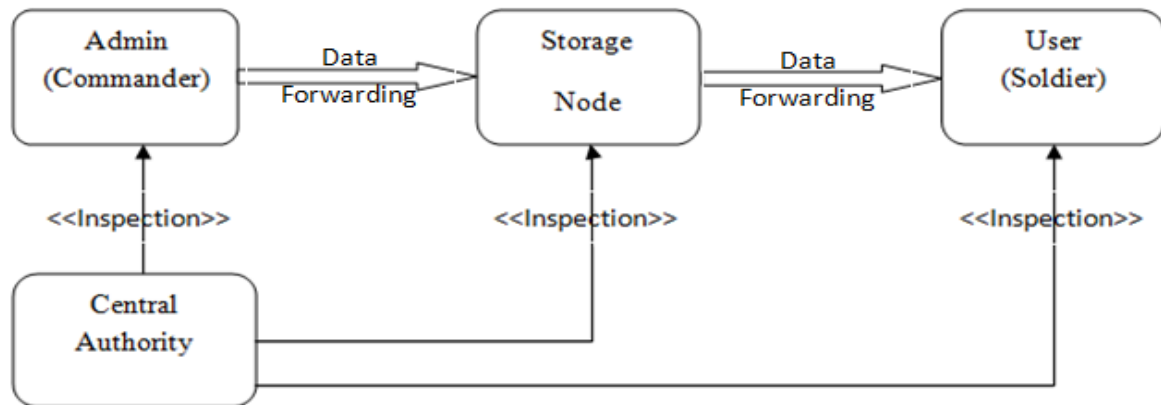 Admin
(Commander)
Data
Forwarding
Storage
Node
Data
Forwarding
User
(Soldier)
<<Inspection>>
<<Inspection>>
<<Inspection>>
Central
Authority